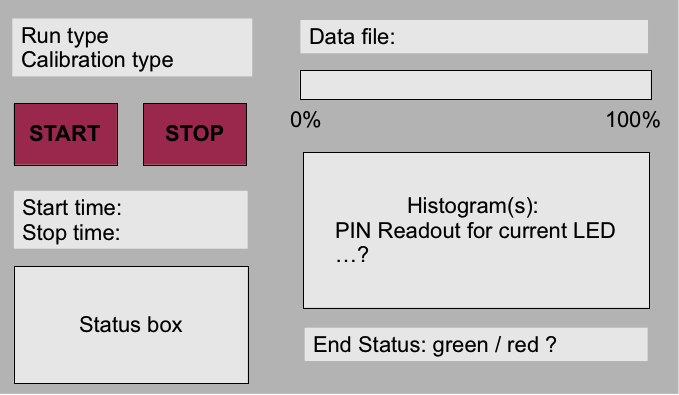 Run type
Calibration type
START
STOP
Start time:
Stop time:
Status box
Data file:
0%
100%
Histogram(s):
PIN Readout for current LED
…?
End Status: green / red ?